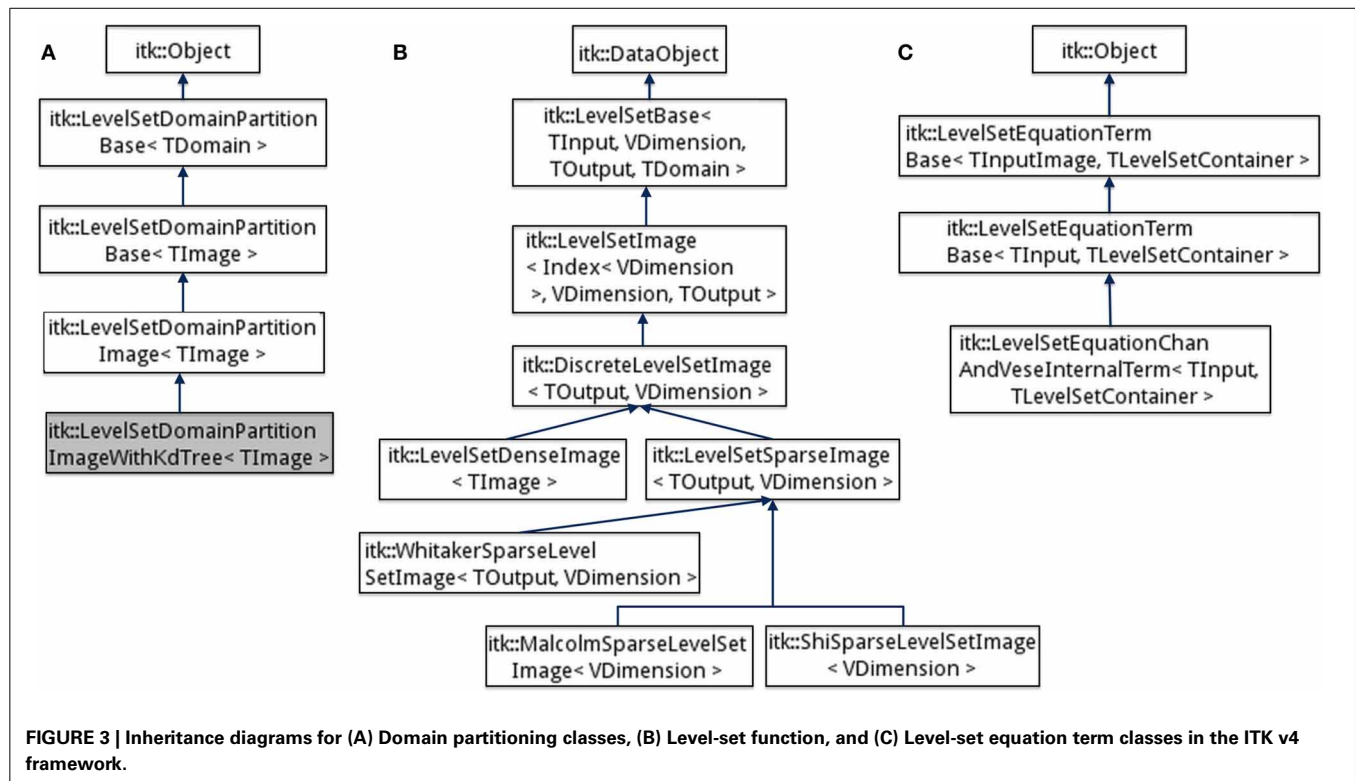 A
itk::Object
itk::LevelSetDomainPartition
Base< TDomain >
itk::LevelSetDomainPartition
Base< TImage >
itk::LevelSetDomainPartition
Image< TImage >
itk::LevelSetDomainPartition
ImageWithKdTree< TImage >
B
itk::DataObject
itk::LevelSetBase<
TInput, VDimension,
TOutput, TDomain >
itk::LevelSetImage
< Index< VDimension
>, VDimension, TOutput >
itk::DiscreteLevelSetImage
< TOutput, VDimension >
itk::LevelSetDenseImage
< TImage >
itk::LevelSetSparseImage
< TOutput, VDimension >
itk::WhitakerSparseLevel
SetImage< TOutput, VDimension >
itk::MalcolmSparseLevelSet
Image< VDimension >
itk::ShiSparseLevelSetImage
< VDimension >
C
itk::Object
itk::LevelSetEquationTerm
Base< TInputImage, TLevelSetContainer >
itk::LevelSetEquationTerm
Base< TInput, TLevelSetContainer >
itk::LevelSetEquationChan
AndVeseInternalTerm< TInput,
TLevelSetContainer >
FIGURE 3 | Inheritance diagrams for (A) Domain partitioning classes, (B) Level-set function, and (C) Level-set equation term classes in the ITK v4
framework.